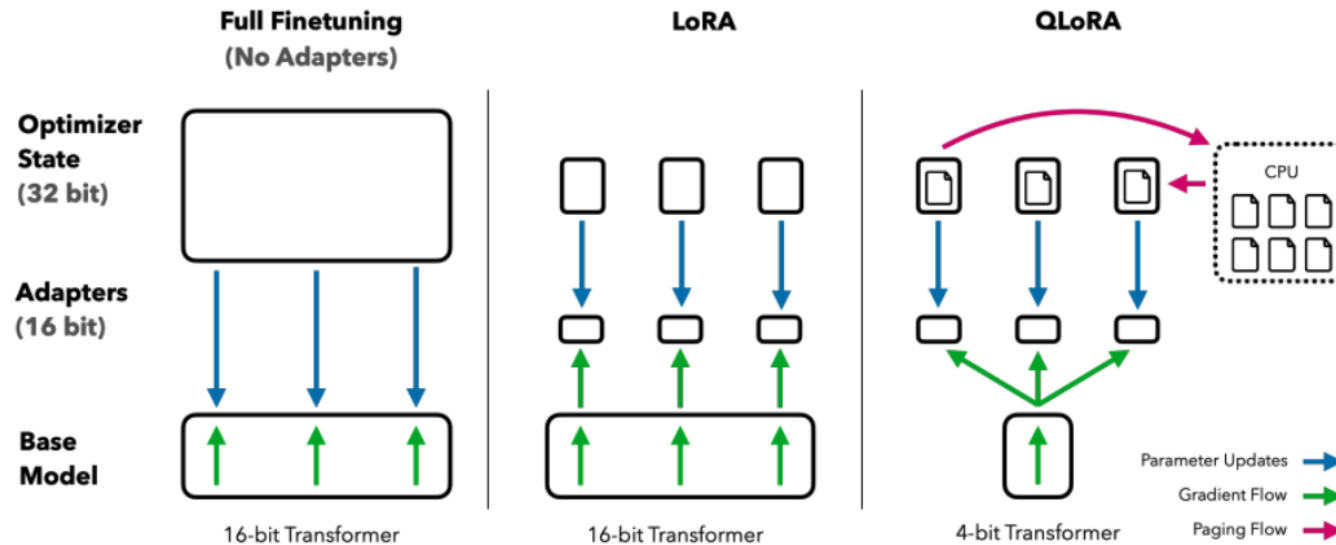 Full Finetuning
(No Adapters)
LoRA
QLoRA
Optimizer
State
(32 bit)
CPU
Adapters
(16 bit)
Base
Model
Parameter Updates
Gradient Flow
Paging Flow
16-bit Transformer
16-bit Transformer
4-bit Transformer